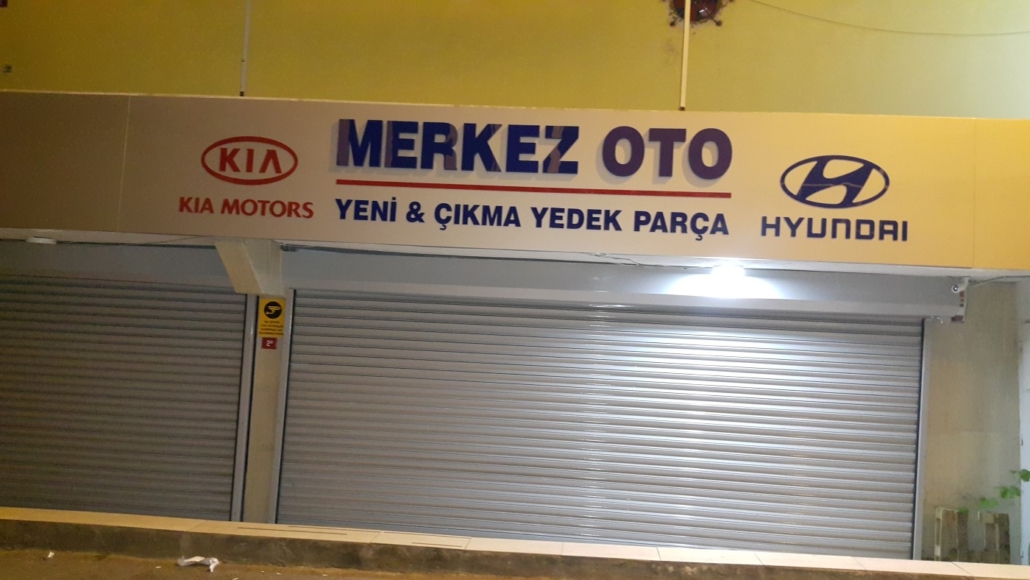 MERKEZ OTO
KIA
KIA MOTORS
YENİ & ÇIKMA YEDEK PARÇA
HYUNDAI